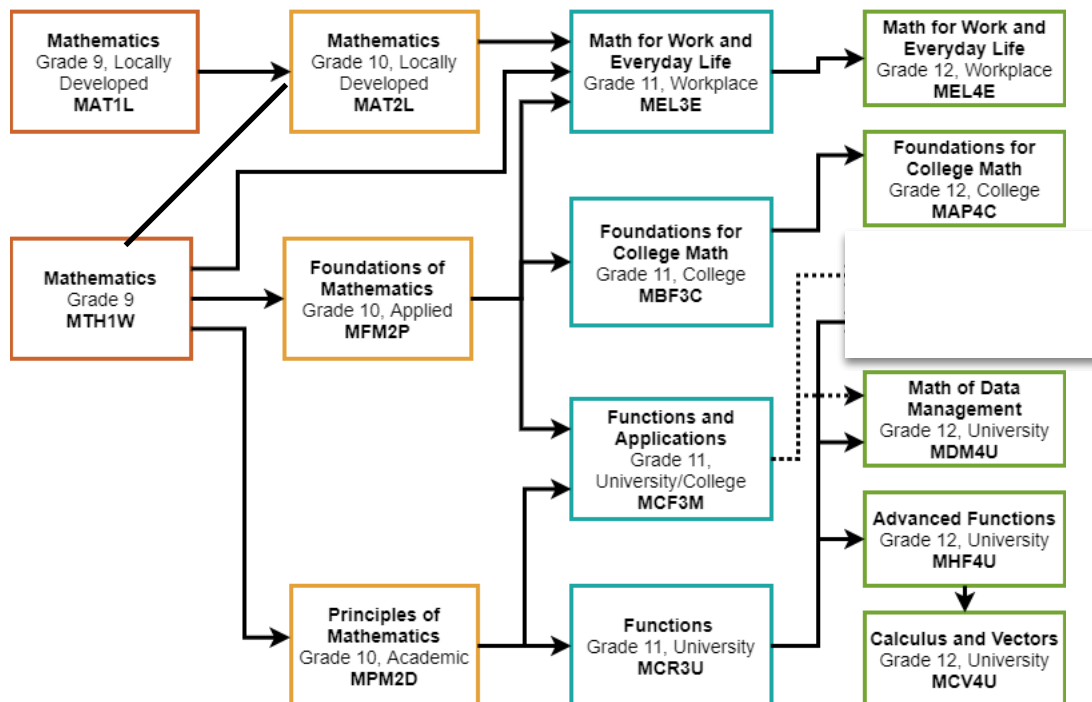 Mathematics
Grade 9, Locally
Developed
MAT1L
Mathematics
Grade 10, Locally
Developed
MAT2L
Math for Work and
Everyday Life
Grade 11, Workplace
MEL3E
Math for Work and
Everyday Life
Grade 12, Workplace
MEL4E
Foundations for
College Math
Grade 12, College
MAP4C
Mathematics
Grade 9
MTH1W
Foundations of
Mathematics
Grade 10, Applied
MFM2P
Foundations for
College Math
Grade 11, College
MBF3C
Functions and
Applications
Grade 11,
University/College
MCF3M
Math of Data
Management
Grade 12, University
MDM4U
Advanced Functions
Grade 12, University
MHF4U
Principles of
Mathematics
Grade 10, Academic
MPM2D
Functions
Grade 11, University
MCR3U
Calculus and Vectors
Grade 12, University
MCV4U